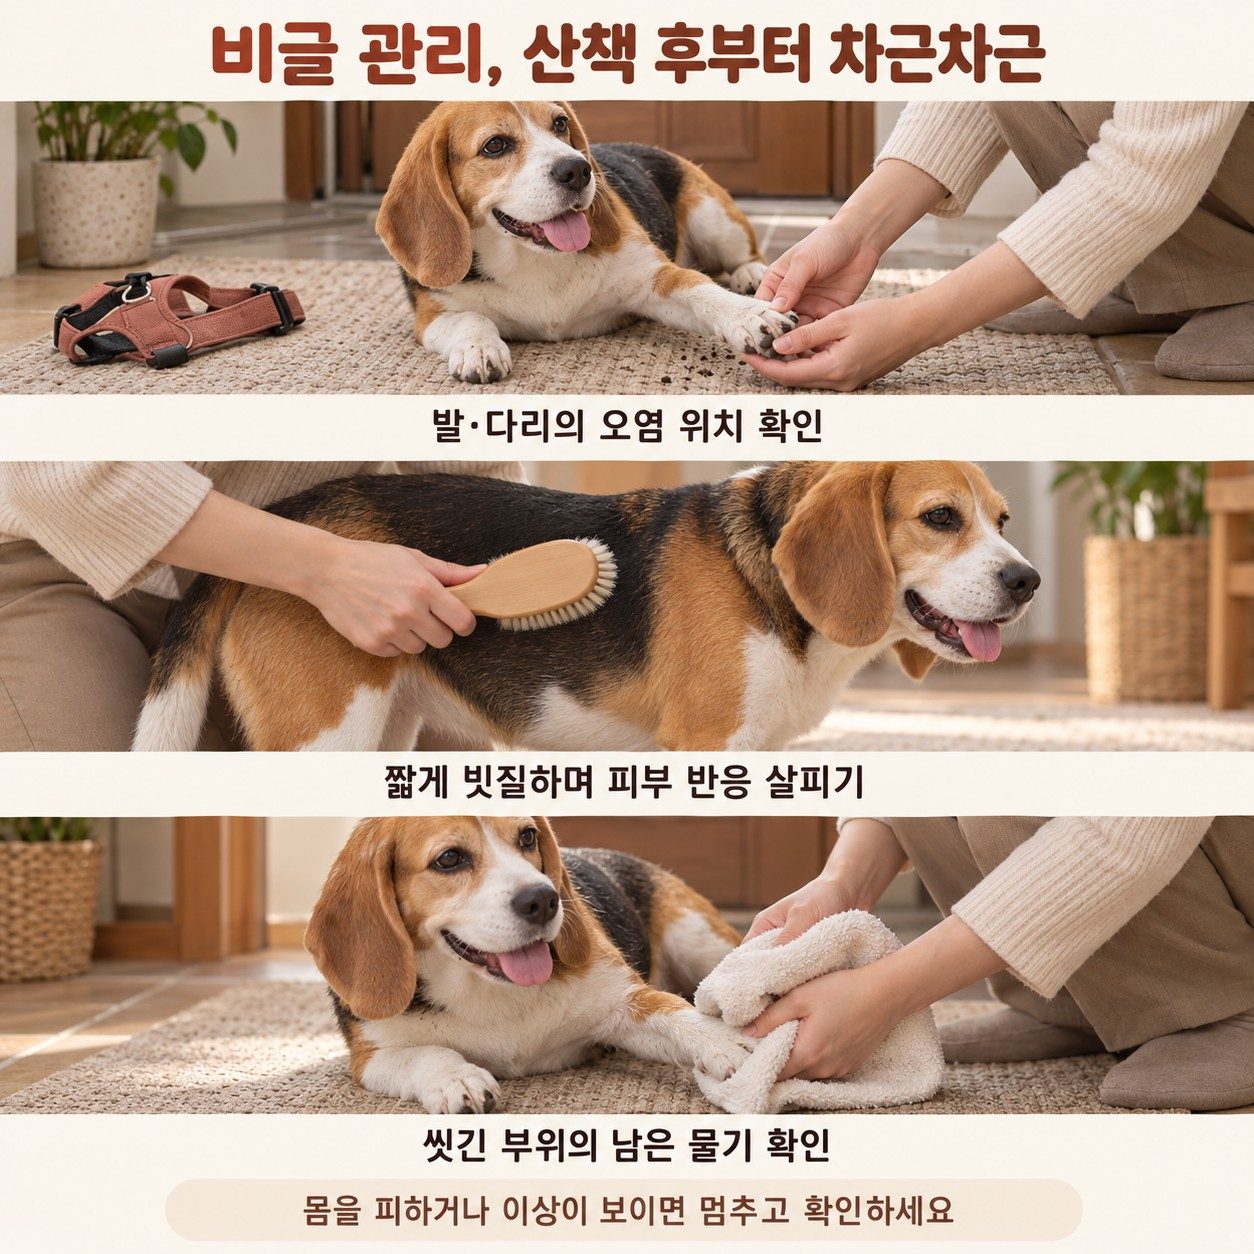 비글 관리, 산책 후부터 차근차근
발·다리의 오염 위치 확인
짧게 빗질하며 피부 반응 살피기
씻긴 부위의 남은 물기 확인
몸을 피하거나 이상이 보이면 멈추고 확인하세요